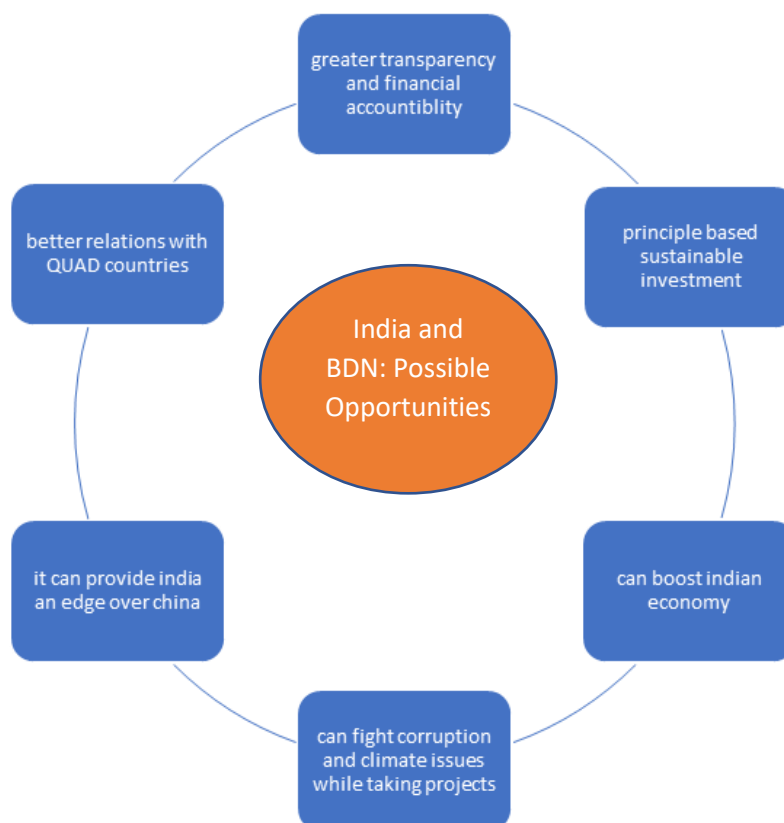 greater transparency
and financial
accountiblity
better relations with
QUAD countries
principle based
sustainable
investment
India and
BDN: Possible
Opportunities
it can provide india
an edge over china
can boost indian
economy
can fight corruption
and climate issues
while taking projects